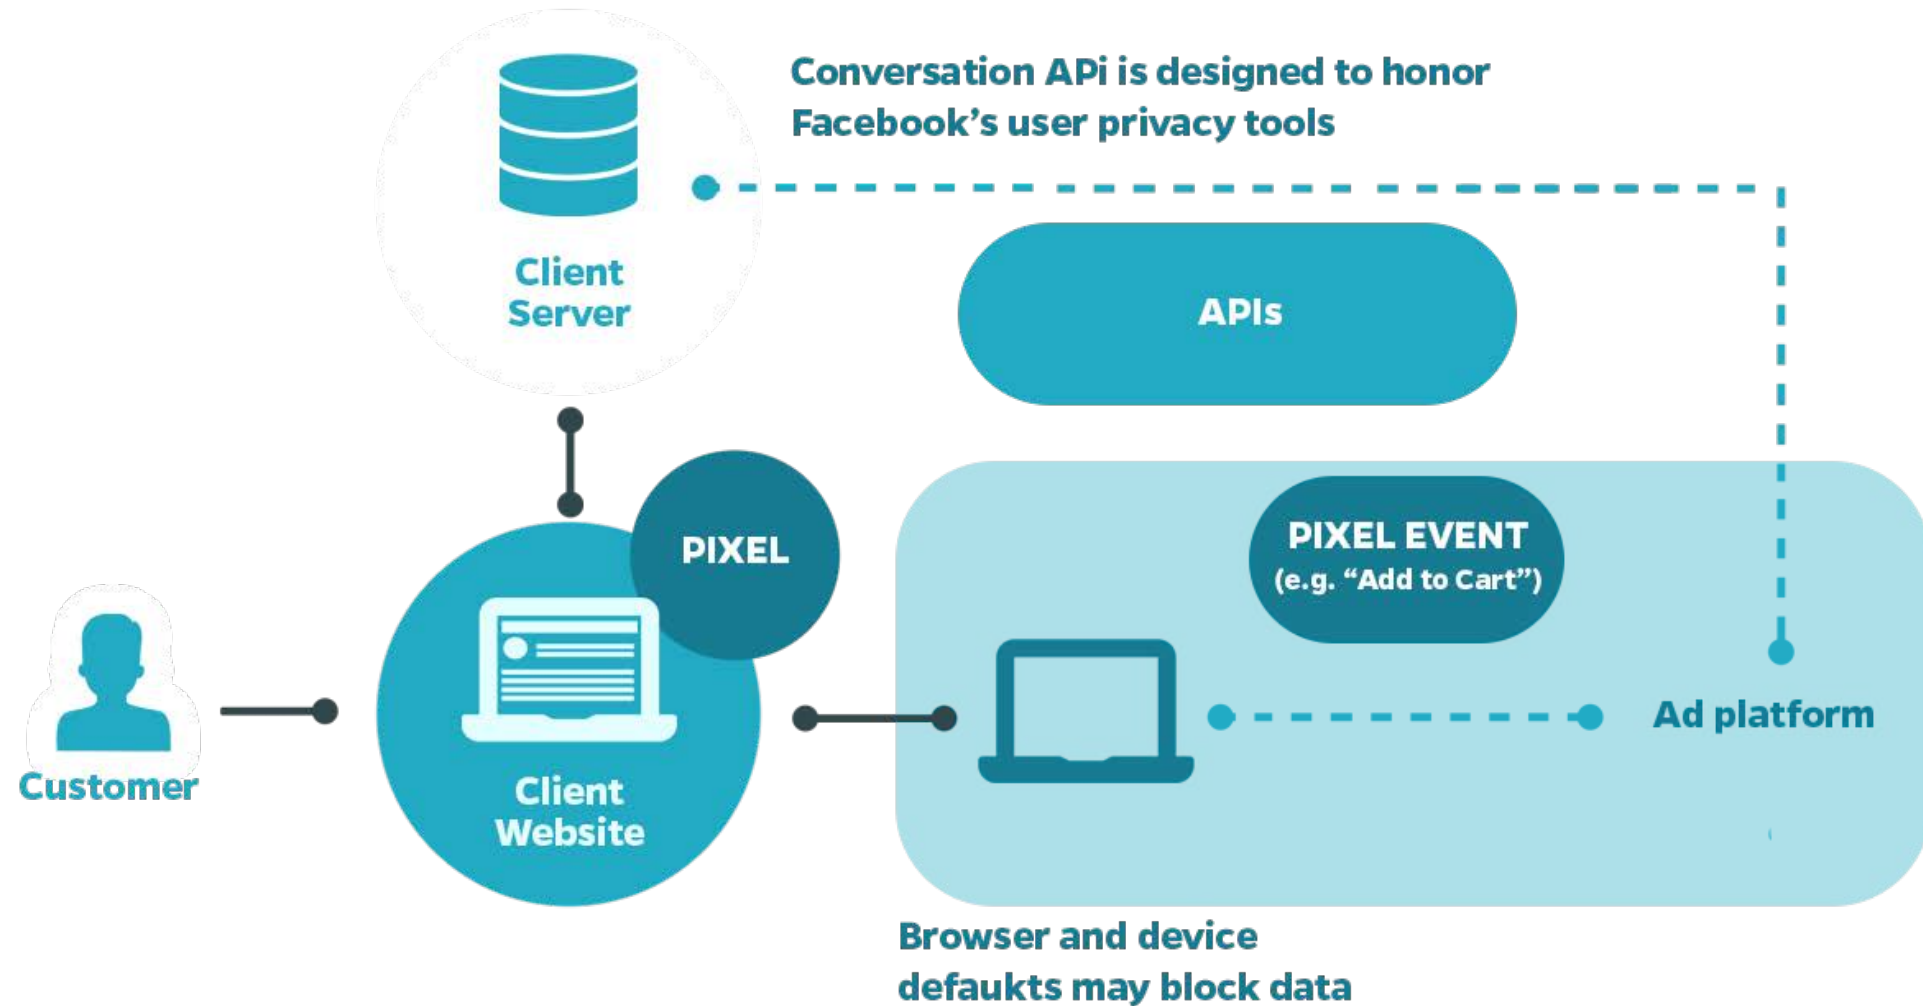 Conversation APi is designed to honor
Facebook's user privacy tools
Client
Server
APIs
PIXEL
PIXEL EVENT
(e.g. “Add to Cart”)
Customer
Client
Website
Ad platform
Browser and device
defaukts may block data